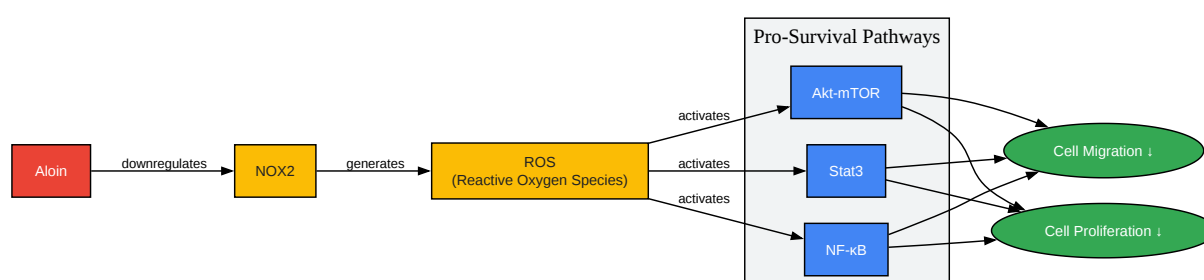 Pro-Survival Pathways
Akt-mTOR
activates
Aloin
downregulates
NOX2
generates
ROS
(Reactive Oxygen Species)
activates
Stat3
Cell Migration ↓
activates
NF-κB
Cell Proliferation ↓